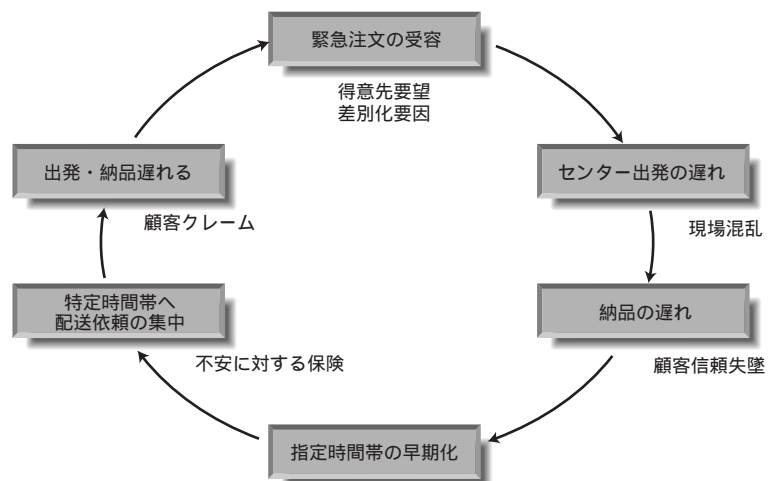 緊急注文の受容
得意先要望
差別化要因
出発・納品遅れる
センター出発の遅れ
顧客クレーム
現場混乱
特定時間帯へ
配送依頼の集中
納品の遅れ
不安に対する保険
顧客信頼失墜
指定時間帯の早期化